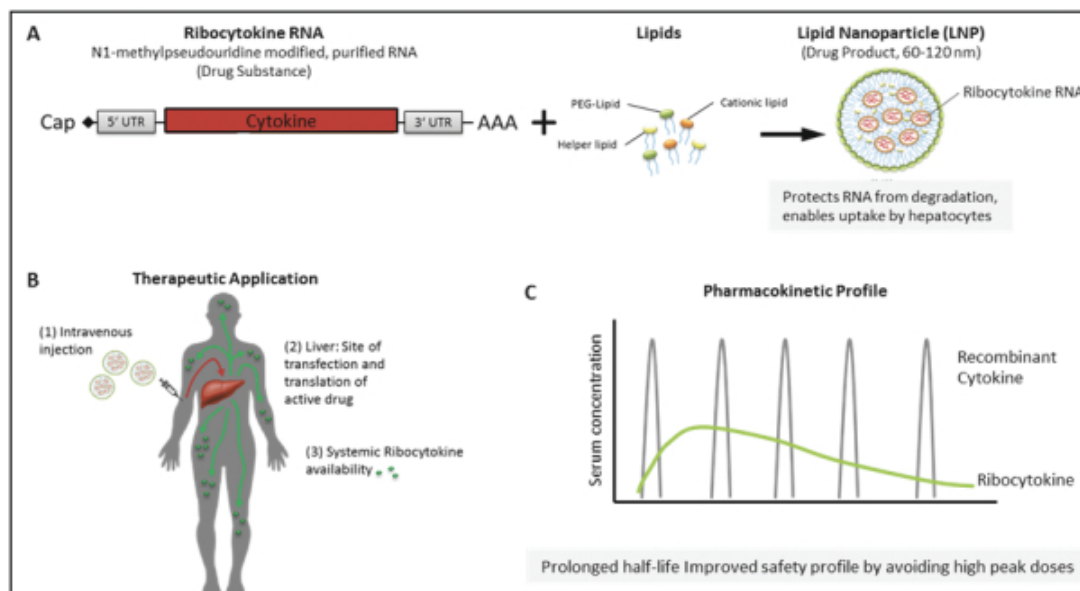 A
Ribocytokine RNA
N1-methylpseudouridine modified, purified RNA
(Drug Substance)
Cap
5' UTR
Cytokine
3' UTR
AAA
+
Lipids
PEG-Lipid
Cationic lipid
Helper lipid
Lipid Nanoparticle (LNP)
(Drug Product, 60-120 nm)
Ribocytokine RNA
Protects RNA from degradation,
enables uptake by hepatocytes
B
Therapeutic Application
(1) Intravenous
injection
(2) Liver: Site of
transfection and
translation of
active drug
(3) Systemic Ribocytokine
availability
C
Pharmacokinetic Profile
Serum concentration
Recombinant
Cytokine
Ribocytokine
Prolonged half-life Improved safety profile by avoiding high peak doses